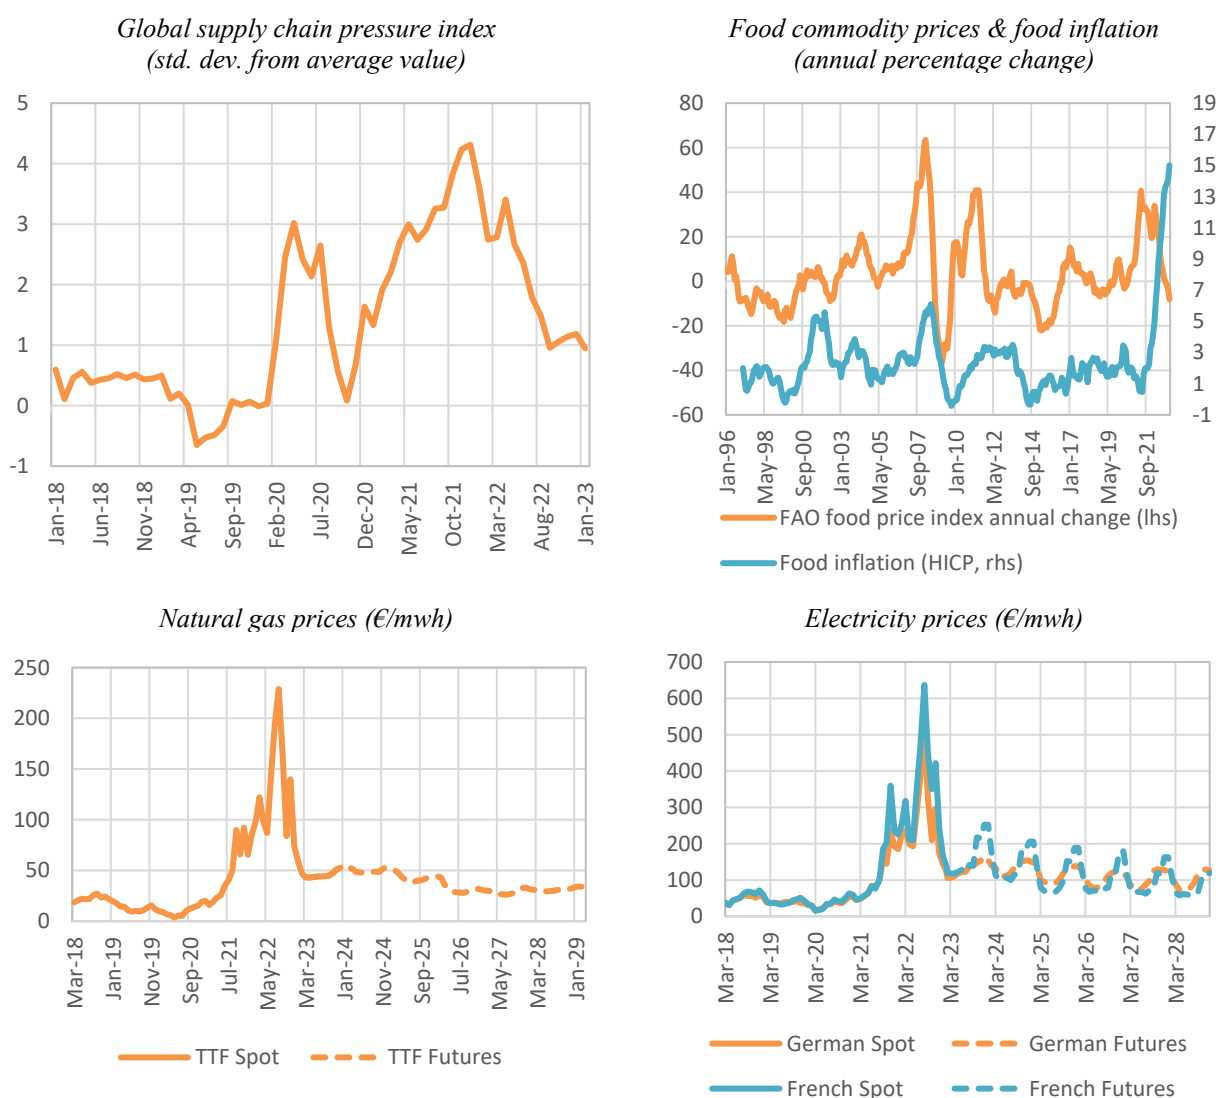 Global supply chain pressure index
(std. dev. from average value)
5
4
3
2
1
0
-1
Jan-18
Jun-18
Nov-18
Apr-19
Sep-19
Feb-20
Jul-20
Dec-20
May-21
Oct-21
Mar-22
Aug-22
Jan-23
Food commodity prices & food inflation
(annual percentage change)
80
60
40
20
0
-20
-40
-60
19
17
15
13
11
9
7
5
3
1
-1
Jan-96
May-98
Sep-00
Jan-03
May-05
Sep-07
Jan-10
May-12
Sep-14
Jan-17
May-19
Sep-21
FAO food price index annual change (lhs)
Food inflation (HICP, rhs)
Natural gas prices (€/mwh)
250
200
150
100
50
0
Mar-18
Jan-19
Nov-19
Sep-20
Jul-21
May-22
Mar-23
Jan-24
Nov-24
Sep-25
Jul-26
May-27
Mar-28
Jan-29
TTF Spot
TTF Futures
Electricity prices (€/mwh)
700
600
500
400
300
200
100
0
Mar-18
Mar-19
Mar-20
Mar-21
Mar-22
Mar-23
Mar-24
Mar-25
Mar-26
Mar-27
Mar-28
German Spot
German Futures
French Spot
French Futures